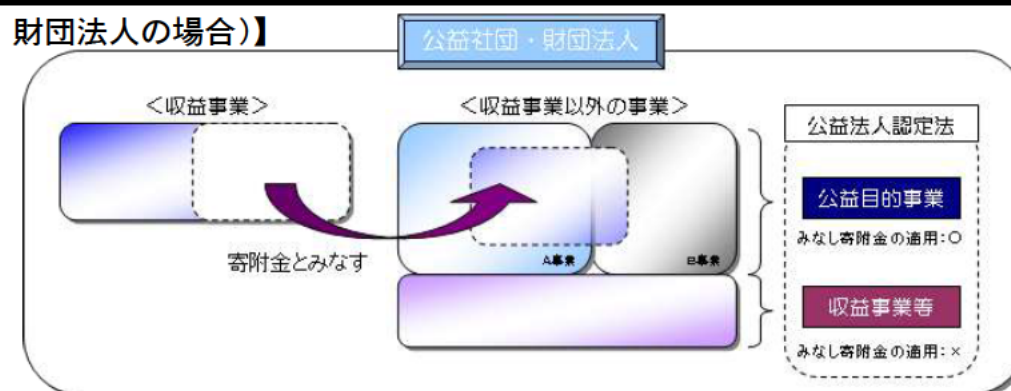 財団法人の場合)】
公益社団・財団法人
＜収益事業＞
＜収益事業以外の事業＞
公益法人認定法
公益目的事業
みなし寄附金の適用:○
寄附金とみなす
A事業
B事業
収益事業等
みなし寄附金の適用:×